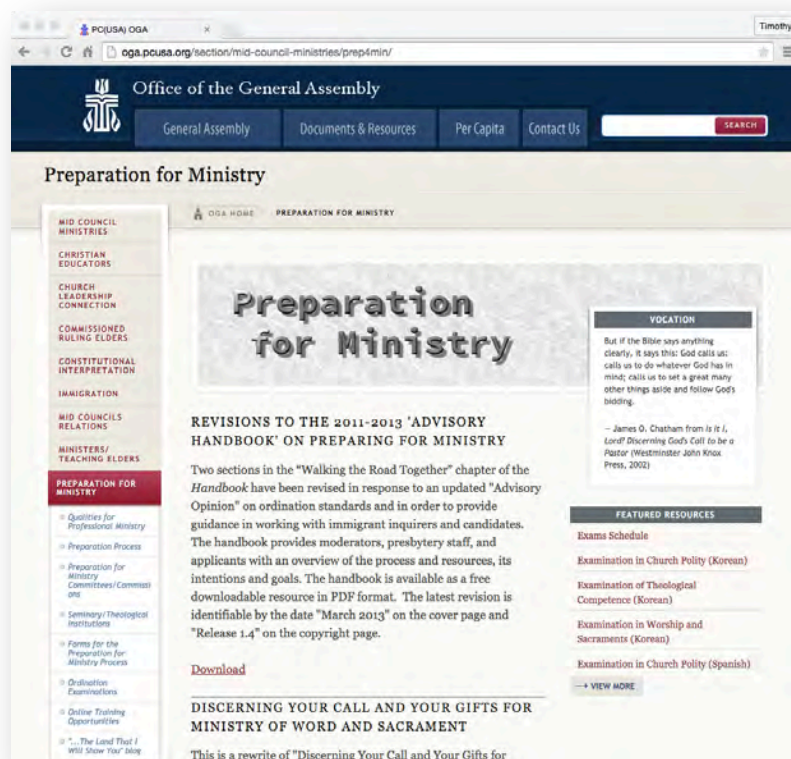 PC(USA) OGA
Timothy
oga.pcusa.org/section/mid-council-ministries/prep4min/
Office of the General Assembly
General Assembly
Documents & Resources
Per Capita
Contact Us
SEARCH
Preparation for Ministry
OGA HOME
PREPARATION FOR MINISTRY
MID COUNCIL
MINISTRIES
CHRISTIAN
EDUCATORS
CHURCH
LEADERSHIP
CONNECTION
COMMISSIONED
RULING ELDERS
CONSTITUTIONAL
INTERPRETATION
IMMIGRATION
MID COUNCILS
RELATIONS
MINISTERS/
TEACHING ELDERS
PREPARATION FOR
MINISTRY
Qualities for
Professional Ministry
Preparation Process
Preparation for
Ministry
Committees/Commissi
ons
Seminary/Theological
Institutions
Forms for the
Preparation for
Ministry Process
Ordination
Examinations
Online Training
Opportunities
"...The Land That I
Will Show You" blog
Preparation
for Ministry
REVISIONS TO THE 2011-2013 'ADVISORY
HANDBOOK' ON PREPARING FOR MINISTRY
Two sections in the "Walking the Road Together" chapter of the
Handbook have been revised in response to an updated "Advisory
Opinion" on ordination standards and in order to provide
guidance in working with immigrant inquirers and candidates.
The handbook provides moderators, presbytery staff, and
applicants with an overview of the process and resources, its
intentions and goals. The handbook is available as a free
downloadable resource in PDF format. The latest revision is
identifiable by the date "March 2013" on the cover page and
"Release 1.4" on the copyright page.
Download
DISCERNING YOUR CALL AND YOUR GIFTS FOR
MINISTRY OF WORD AND SACRAMENT
This is a rewrite of "Discerning Your Call and Your Gifts for
VOCATION
But if the Bible says anything
clearly, it says this: God calls us:
calls us to do whatever God has in
mind; calls us to set a great many
other things aside and follow God's
bidding.
— James O. Chatham from Is it I,
Lord? Discerning God's Call to be a
Pastor (Westminster John Knox
Press, 2002)
FEATURED RESOURCES
Exams Schedule
Examination in Church Polity (Korean)
Examination of Theological
Competence (Korean)
Examination in Worship and
Sacraments (Korean)
Examination in Church Polity (Spanish)
→ VIEW MORE